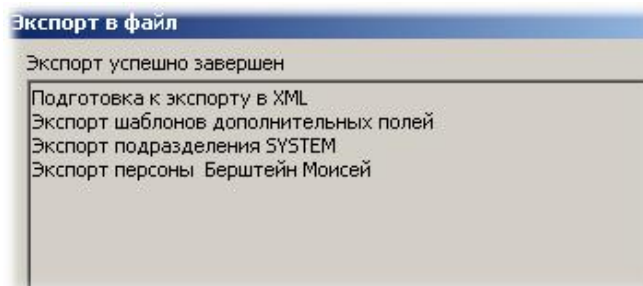 Экспорт в файл
Экспорт успешно завершен
Подготовка к экспорту в XML
Экспорт шаблонов дополнительных полей
Экспорт подразделения SYSTEM
Экспорт персоны Берштейн Моисей